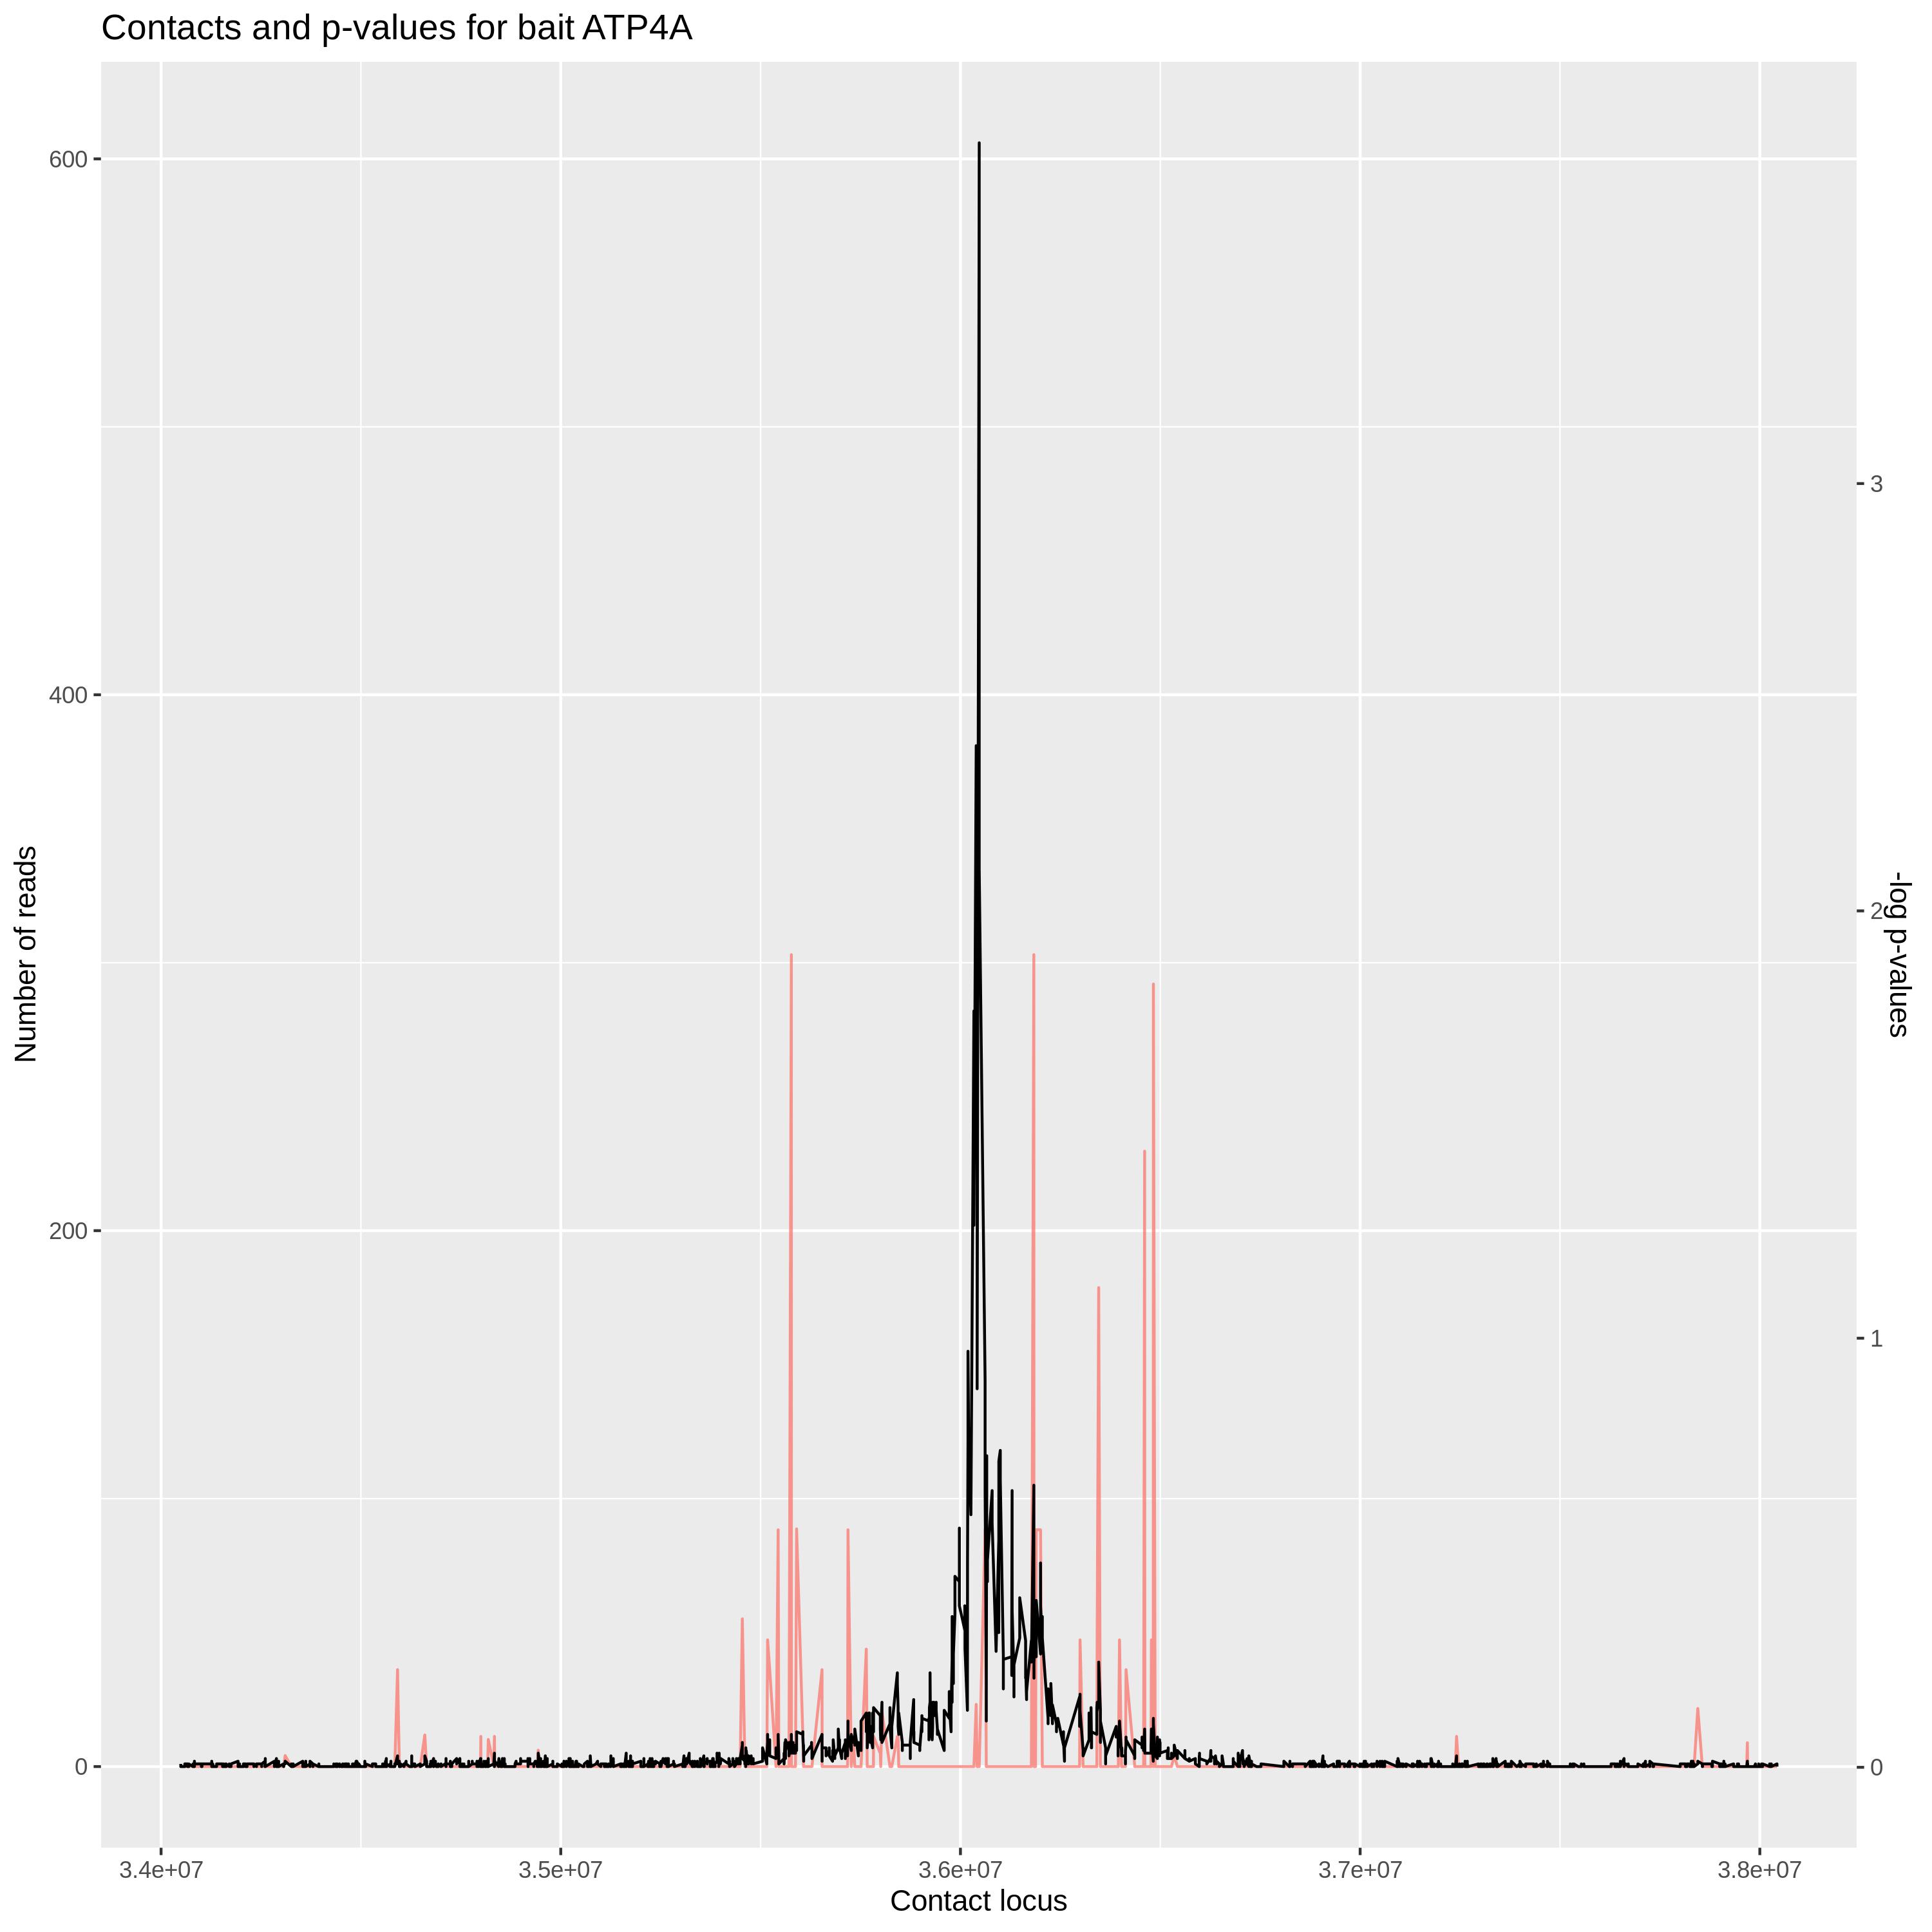 Contacts and p-values for bait ATP4A
600
400
200
0
Number of reads
3
2
1
0
-log p-values
3.4e+07
3.5e+07
3.6e+07
3.7e+07
3.8e+07
Contact locus